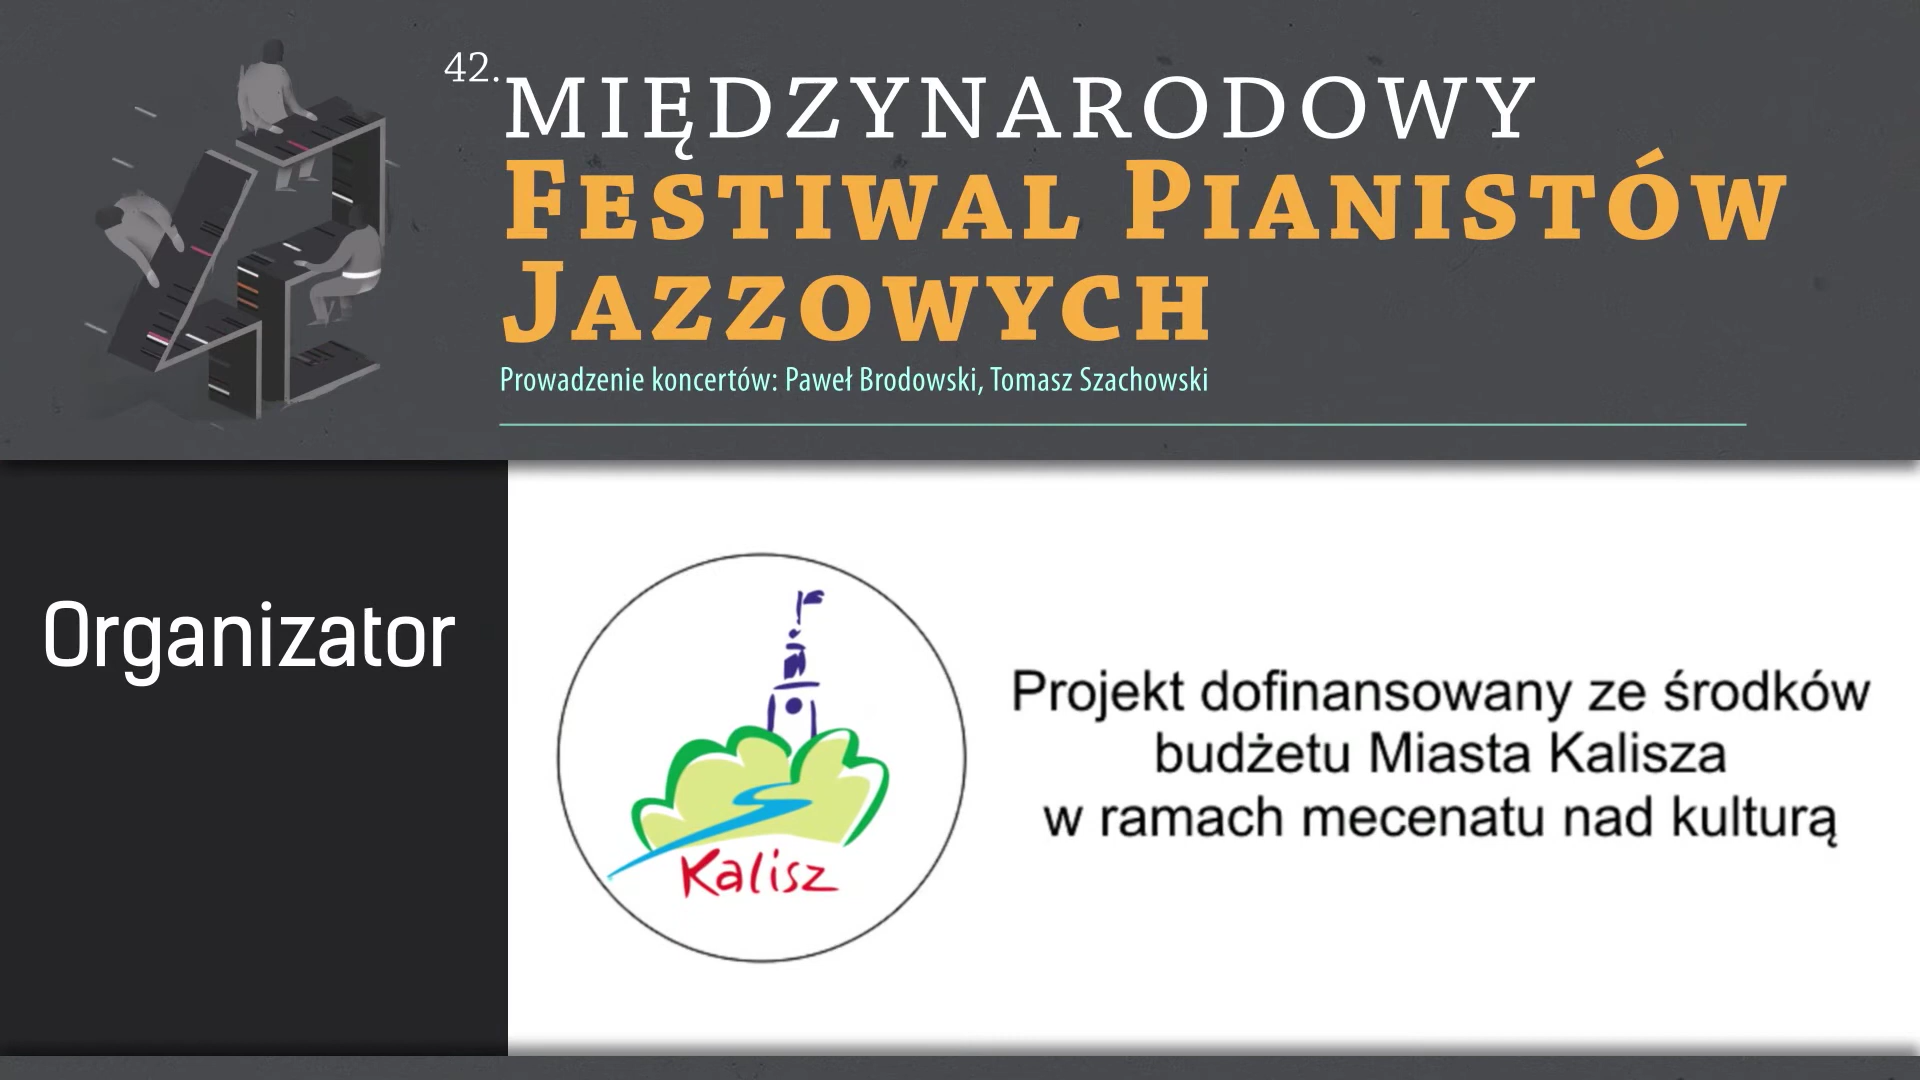 42.
MIĘDZYNARODOWY
FESTIWAL PIANISTÓW
JAZZOWYCH
Prowadzenie koncertów: Paweł Brodowski, Tomasz Szachowski
Organizator
Kalisz
Projekt dofinansowany ze środków
budżetu Miasta Kalisza
w ramach mecenatu nad kulturą